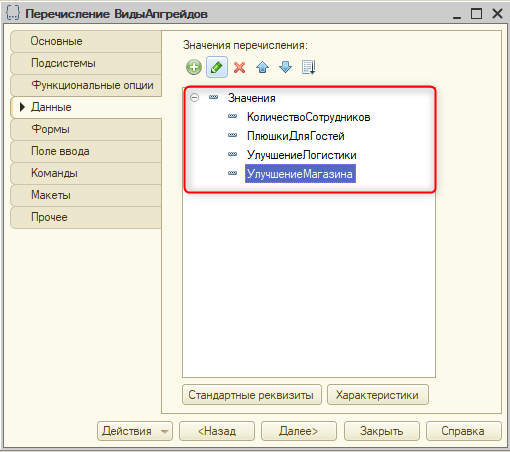 Перечисление ВидыАпгрейдов
Основные
Подсистемы
Функциональные опции
Данные
Формы
Поле ввода
Команды
Макеты
Прочее
Значения перечисления:
Значения
КоличествоСотрудников
ПлюшкиДляГостей
УлучшениеЛогистики
УлучшениеМагазина
Стандартные реквизиты
Характеристики
Действия
<Назад
Далее>
Закрыть
Справка